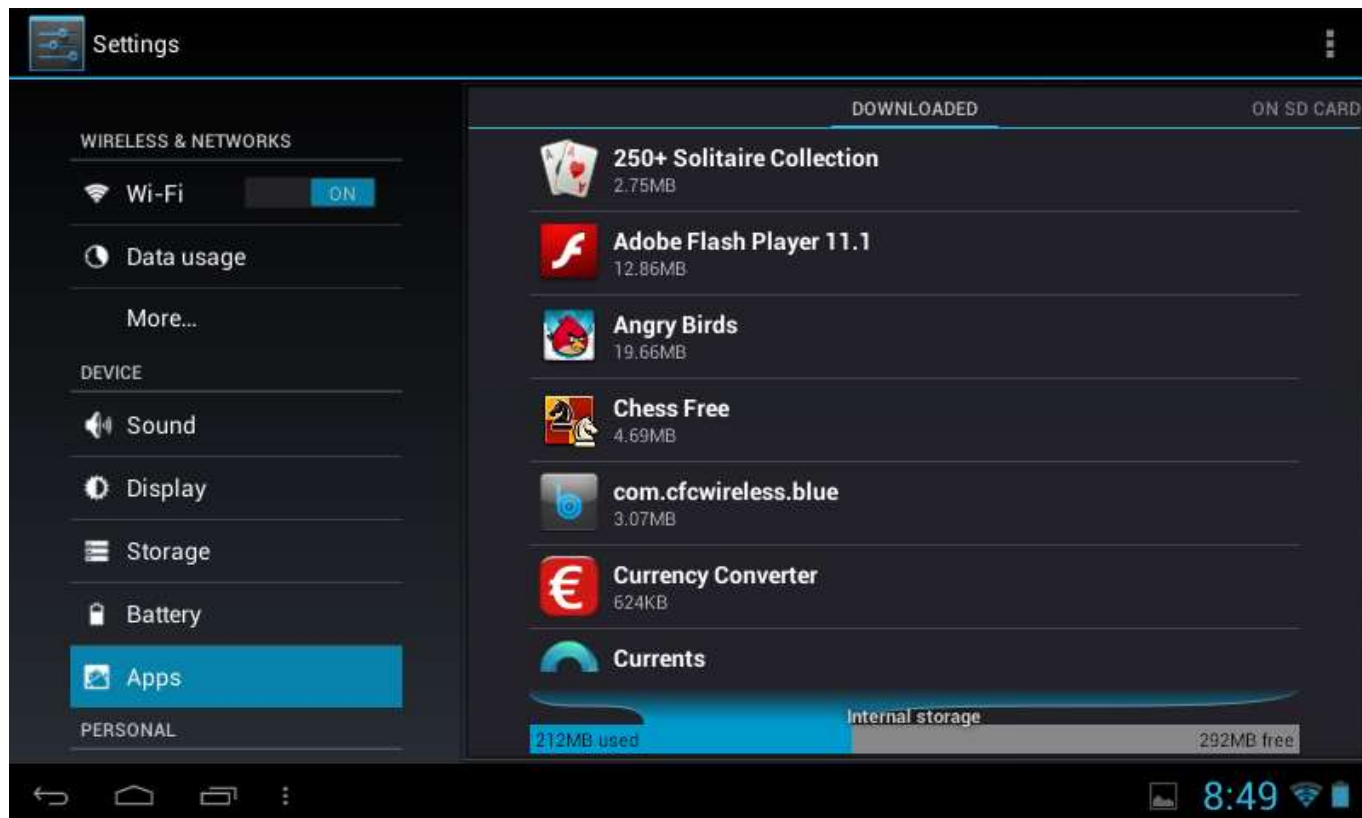 Settings
WIRELESS & NETWORKS
Wi-Fi
ON
Data usage
More...
DEVICE
Sound
Display
Storage
Battery
Apps
PERSONAL
DOWNLOADED
ON SD CARD
250+ Solitaire Collection
2.75MB
Adobe Flash Player 11.1
12.86MB
Angry Birds
19.66MB
Chess Free
4.69MB
com.cfcwireless.blue
3.07MB
Currency Converter
624KB
Currents
Internal storage
212MB used
292MB free
8:49